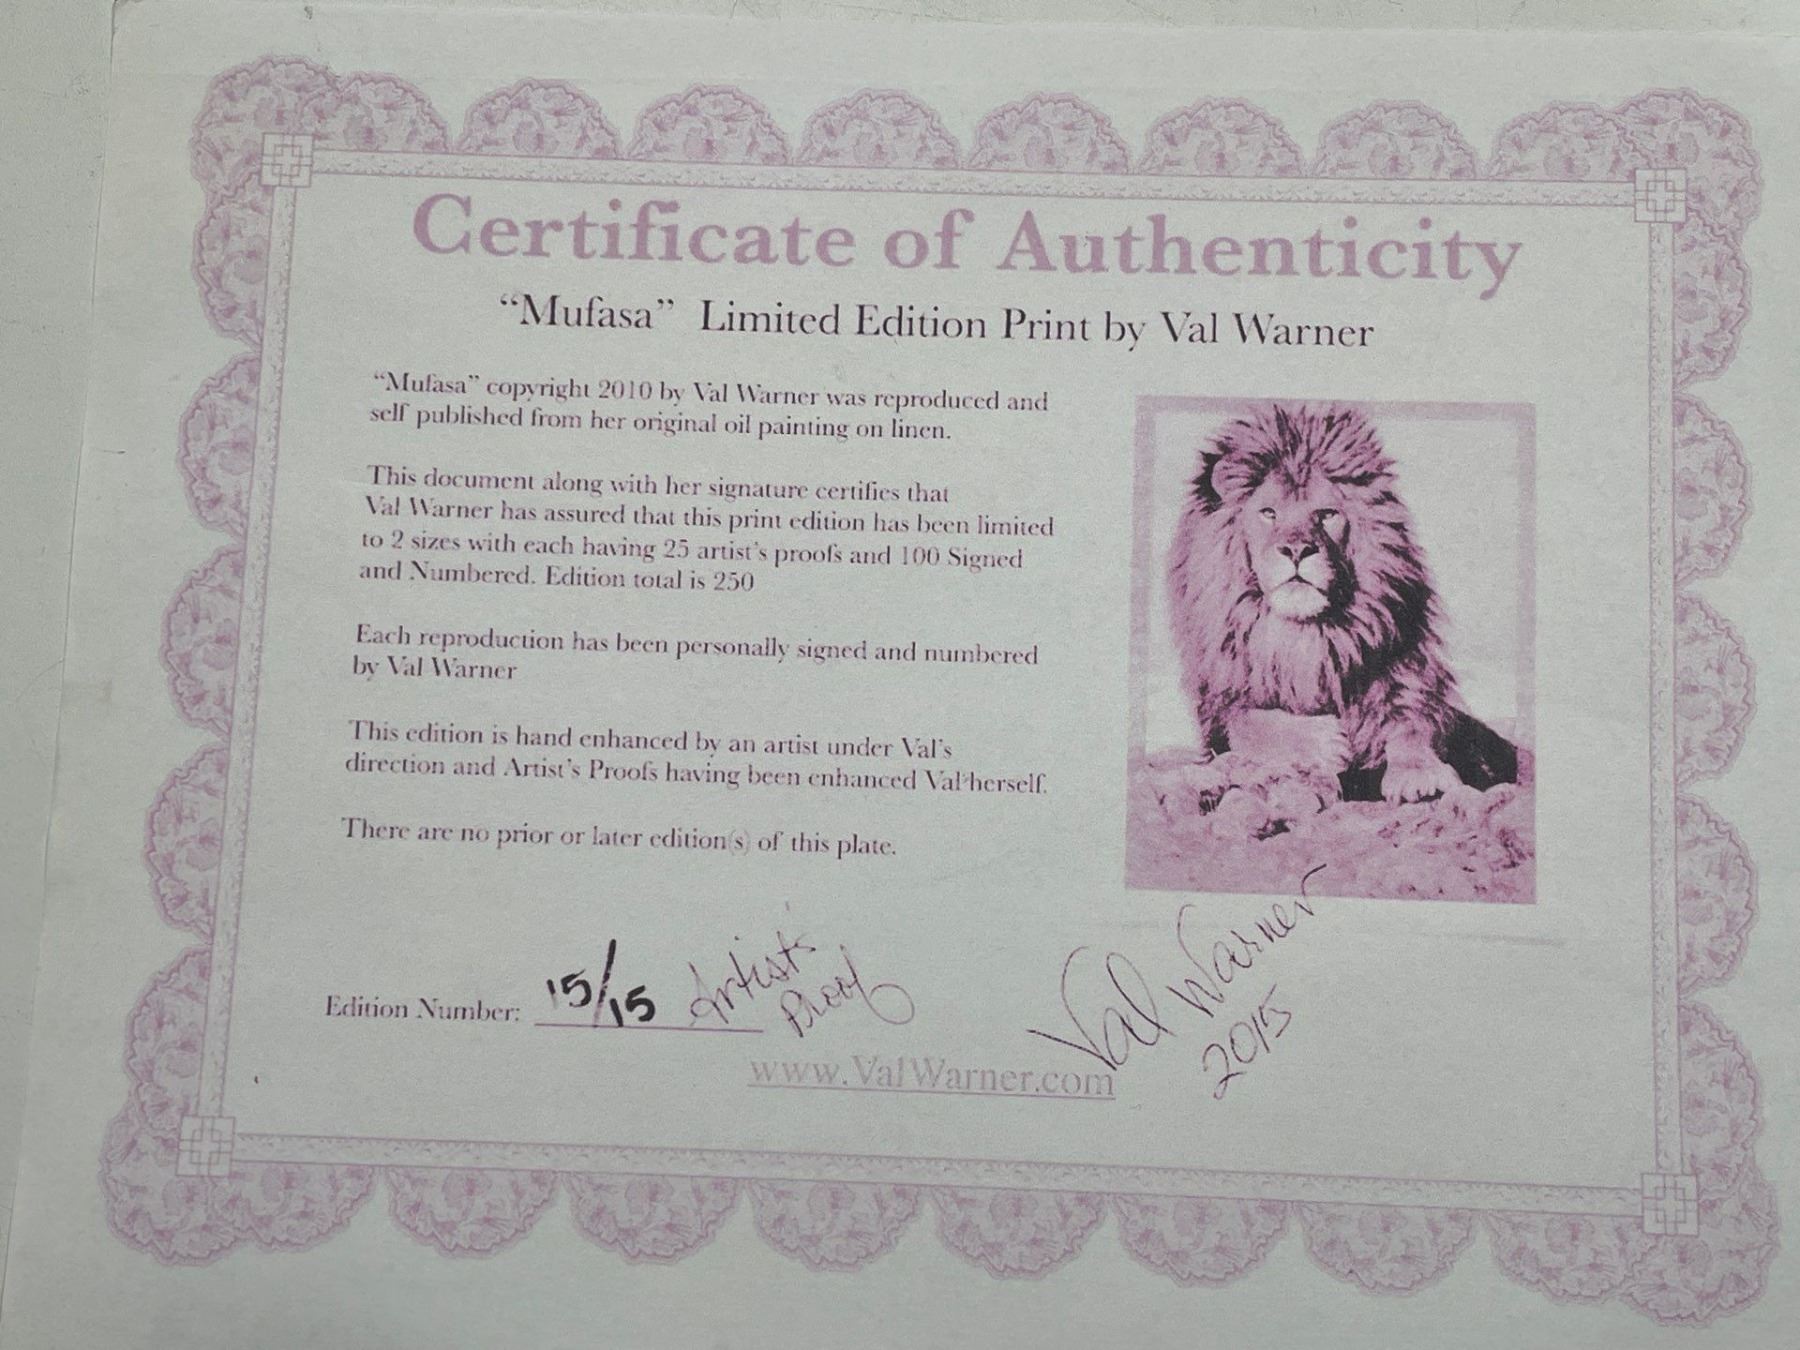 Certificate of Authenticity
“Mufasa” Limited Edition Print by Val Warner
“Mufasa” copyright 2010 by Val Warner was reproduced and
self published from her original oil painting on linen.
This document along with her signature certifies that
Val Warner has assured that this print edition has been limited
to 2 sizes with each having 25 artist’s proofs and 100 Signed
and Numbered. Edition total is 250
Each reproduction has been personally signed and numbered
by Val Warner
This edition is hand enhanced by an artist under Val’s
direction and Artist’s Proofs having been enhanced Val herself.
There are no prior or later edition(s) of this plate.
Edition Number: 15/15 Artist's
Proof
Val Warner
2015
www.ValWarner.com